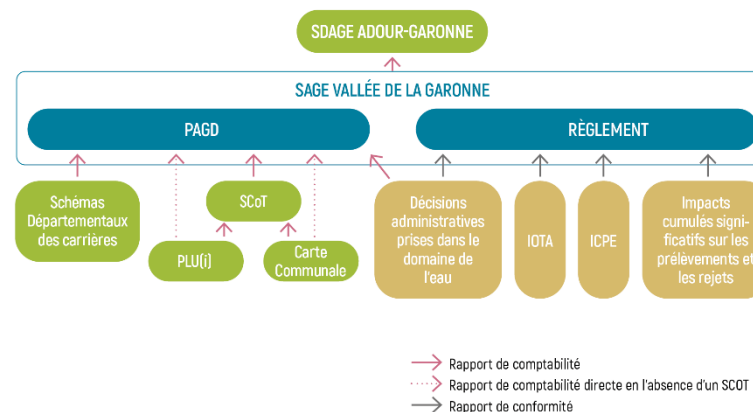 SDAGE ADOUR-GARONNE
SAGE VALLÉE DE LA GARONNE
PAGD
RÈGLEMENT
Schémas
Départementaux
des carrières
SCoT
PLU(i)
Carte
Communale
Décisions
administratives
prises dans le
domaine de
l'eau
IOTA
ICPE
Impacts
cumulés signi-
ficatifs sur les
prélèvements et
les rejets
Rapport de comptabilité
Rapport de comptabilité directe en l'absence d'un SCOT
Rapport de conformité